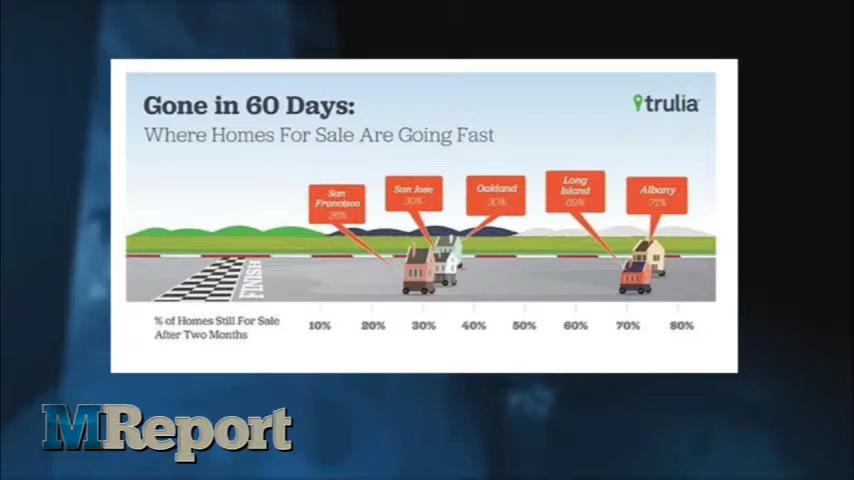 Gone in 60 Days:
trulia
Where Homes For Sale Are Going Fast
San
Francisco
26%
San Jose
30%
Oakland
30%
Long
Island
69%
Albany
71%
FINISH
% of Homes Still For Sale
After Two Months
10% 20% 30% 40% 50% 60% 70% 80%
MReport